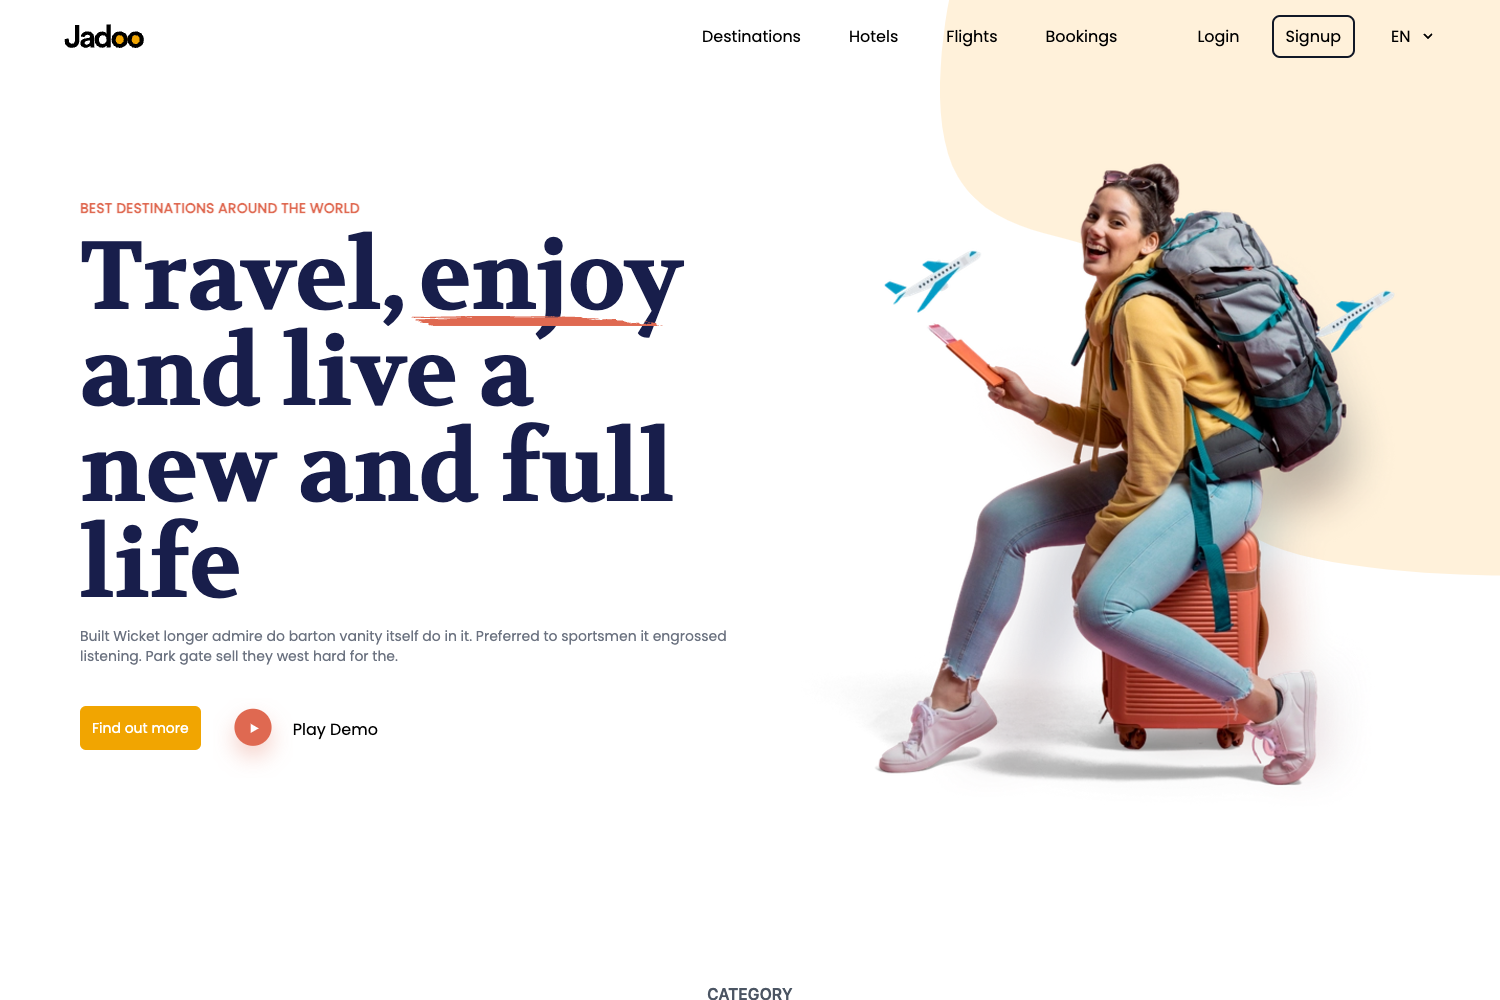 Jadoo
Destinations
Hotels
Flights
Bookings
Login
Signup
EN
BEST DESTINATIONS AROUND THE WORLD
Travel, enjoy
and live a
new and full
life
Built Wicket longer admire do barton vanity itself do in it. Preferred to sportsmen it engrossed
listening. Park gate sell they west hard for the.
Find out more
Play Demo
CATEGORY